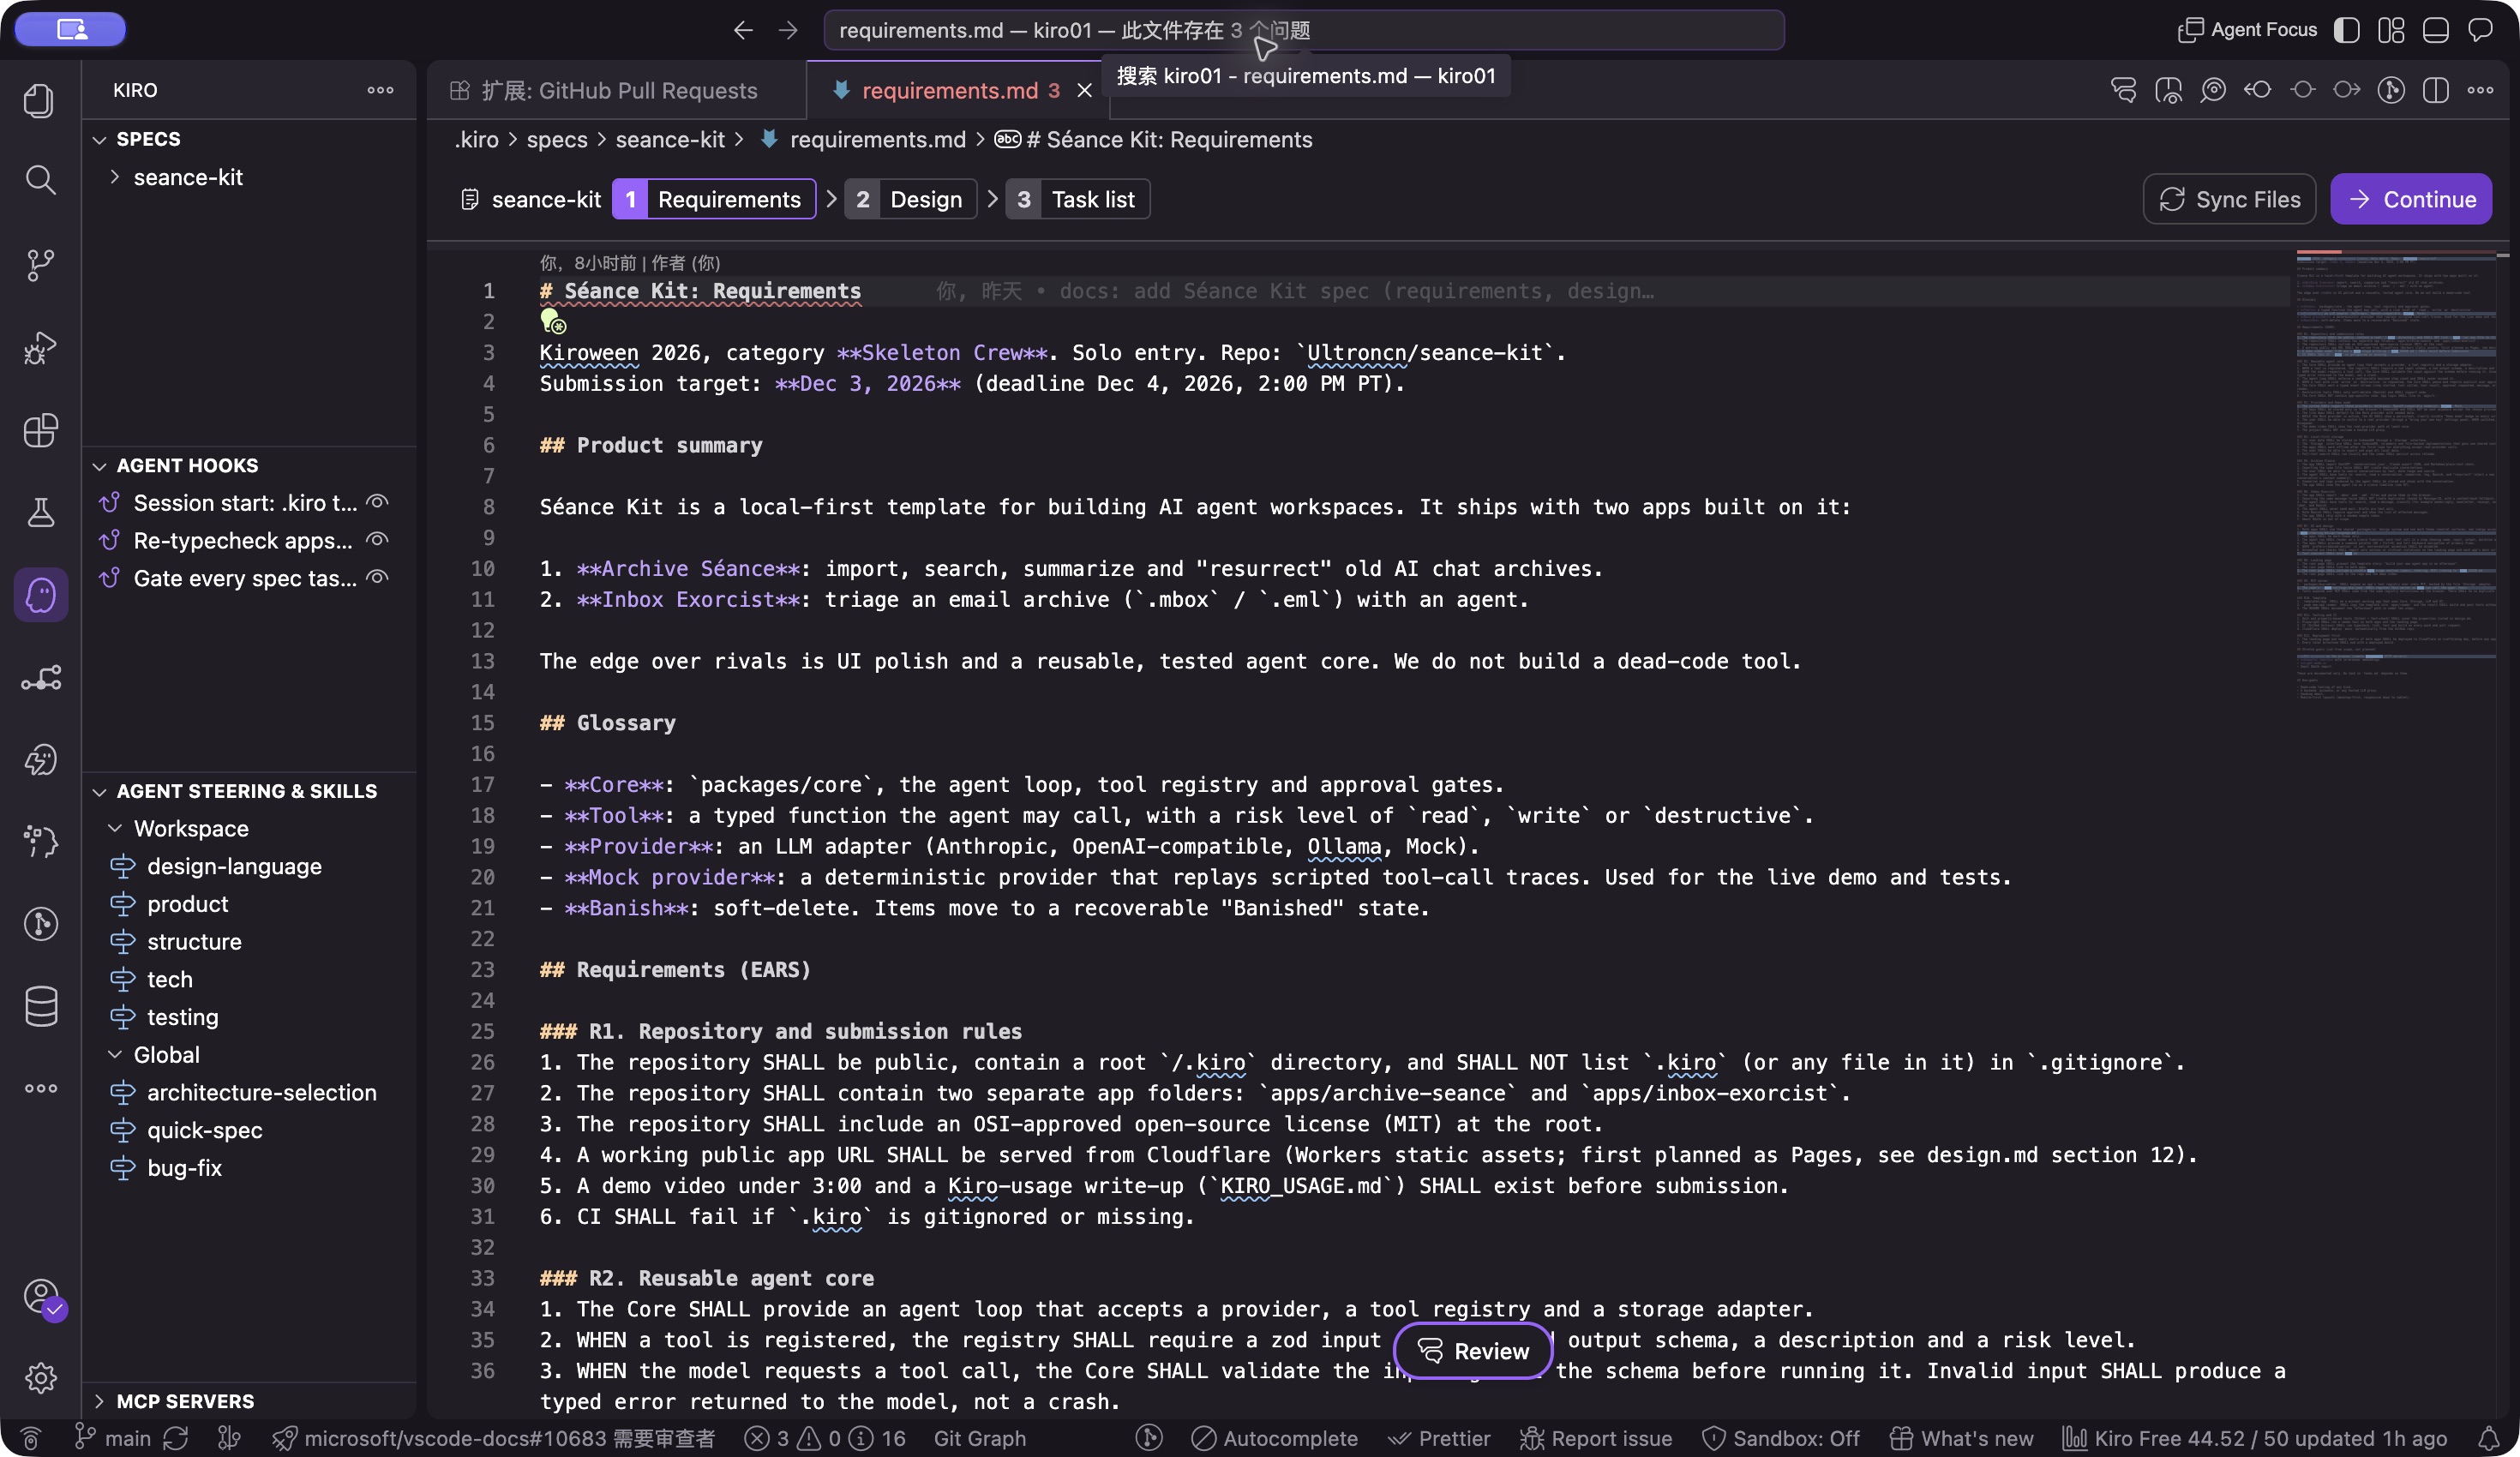 requirements.md — kiro01 — 此文件存在 3 个问题
Agent Focus
搜索 kiro01 - requirements.md — kiro01
KIRO
扩展: GitHub Pull Requests
requirements.md 3
SPECS
seance-kit
.kiro > specs > seance-kit > requirements.md > # Séance Kit: Requirements
seance-kit 1 Requirements > 2 Design > 3 Task list
Sync Files
Continue
AGENT HOOKS
Session start: .kiro t...
Re-typecheck apps...
Gate every spec tas...
AGENT STEERING & SKILLS
Workspace
design-language
product
structure
tech
testing
Global
architecture-selection
quick-spec
bug-fix
MCP SERVERS
你，8小时前 | 作者 (你)
1 # Séance Kit: Requirements 你, 昨天 • docs: add Séance Kit spec (requirements, design…
2
3 Kiroween 2026, category **Skeleton Crew**. Solo entry. Repo: `Ultroncn/seance-kit`.
4 Submission target: **Dec 3, 2026** (deadline Dec 4, 2026, 2:00 PM PT).
5
6 ## Product summary
7
8 Séance Kit is a local-first template for building AI agent workspaces. It ships with two apps built on it:
9
10 1. **Archive Séance**: import, search, summarize and "resurrect" old AI chat archives.
11 2. **Inbox Exorcist**: triage an email archive (`.mbox` / `.eml`) with an agent.
12
13 The edge over rivals is UI polish and a reusable, tested agent core. We do not build a dead-code tool.
14
15 ## Glossary
16
17 - **Core**: `packages/core`, the agent loop, tool registry and approval gates.
18 - **Tool**: a typed function the agent may call, with a risk level of `read`, `write` or `destructive`.
19 - **Provider**: an LLM adapter (Anthropic, OpenAI-compatible, Ollama, Mock).
20 - **Mock provider**: a deterministic provider that replays scripted tool-call traces. Used for the live demo and tests.
21 - **Banish**: soft-delete. Items move to a recoverable "Banished" state.
22
23 ## Requirements (EARS)
24
25 ### R1. Repository and submission rules
26 1. The repository SHALL be public, contain a root `/.kiro` directory, and SHALL NOT list `.kiro` (or any file in it) in `.gitignore`.
27 2. The repository SHALL contain two separate app folders: `apps/archive-seance` and `apps/inbox-exorcist`.
28 3. The repository SHALL include an OSI-approved open-source license (MIT) at the root.
29 4. A working public app URL SHALL be served from Cloudflare (Workers static assets; first planned as Pages, see design.md section 12).
30 5. A demo video under 3:00 and a Kiro-usage write-up (`KIRO_USAGE.md`) SHALL exist before submission.
31 6. CI SHALL fail if `.kiro` is gitignored or missing.
32
33 ### R2. Reusable agent core
34 1. The Core SHALL provide an agent loop that accepts a provider, a tool registry and a storage adapter.
35 2. WHEN a tool is registered, the registry SHALL require a zod input output schema, a description and a risk level.
36 3. WHEN the model requests a tool call, the Core SHALL validate the the schema before running it. Invalid input SHALL produce a
typed error returned to the model, not a crash.
Review
main
microsoft/vscode-docs#10683 需要审查者
3 0 16
Git Graph
Autocomplete
Prettier
Report issue
Sandbox: Off
What's new
Kiro Free 44.52 / 50 updated 1h ago